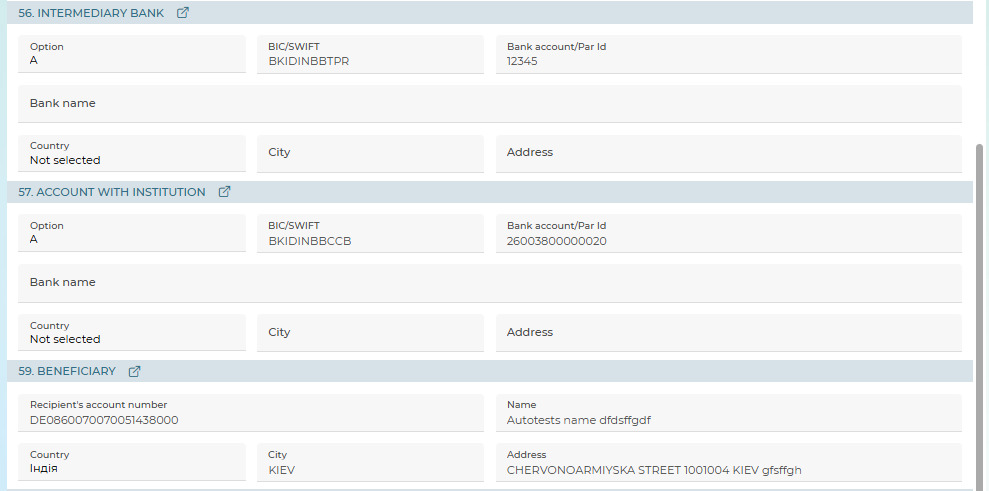 56. INTERMEDIARY BANK
Option BIC/SWIFT Bank account/Par Id
A BKIDINBBTPR 12345
Bank name
Country City Address
Not selected
57. ACCOUNT WITH INSTITUTION
Option BIC/SWIFT Bank account/Par Id
A BKIDINBBCCB 26003800000020
Bank name
Country City Address
Not selected
59. BENEFICIARY
Recipient's account number Name
DE0860070070051438000 Autotests name dfdsffgdf
Country City Address
Індія KIEV CHERVONOARMIYSKA STREET 1001004 KIEV gfsffgh